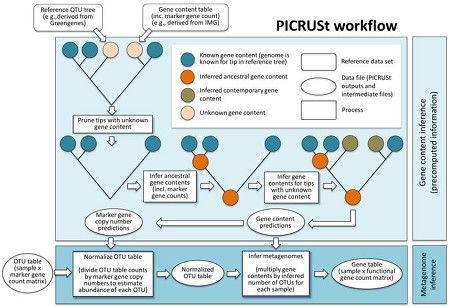 PICRUSt workflow
Reference OTU tree
(e.g.,derived from
Greengenes)
Gene content table
(inc. marker gene count)
(e.g., derived from IMG)
Known gene content (genome is
known for tip in reference tree)
Inferred ancestral gene content
Inferred contemporary gene
content
Unknown gene content
Reference data set
Data file (PICRUSt
outputs and
intermediate files)
Process
Prune tips with unknown
gene content
Infer ancestral
gene contents
(incl. marker counts)
Infer gene
contents for tips
with unknown
gene content
Gene content inference
(precomputed information)
Marker gene
copy number
predictions
Gene content
predictions
OTU table
(sample x
marker gene
count matrix)
Normalize OTU table
(divide OTU table counts
by marker gene copy
numbers to estimate
abundance of each OTU)
Normalized
OTU table
Infer metagenomes
(multiply gene
contents by inferred
number of OTUs for
each sample)
Gene table
(sample x functional
gene count matrix)
Metagenome
inference